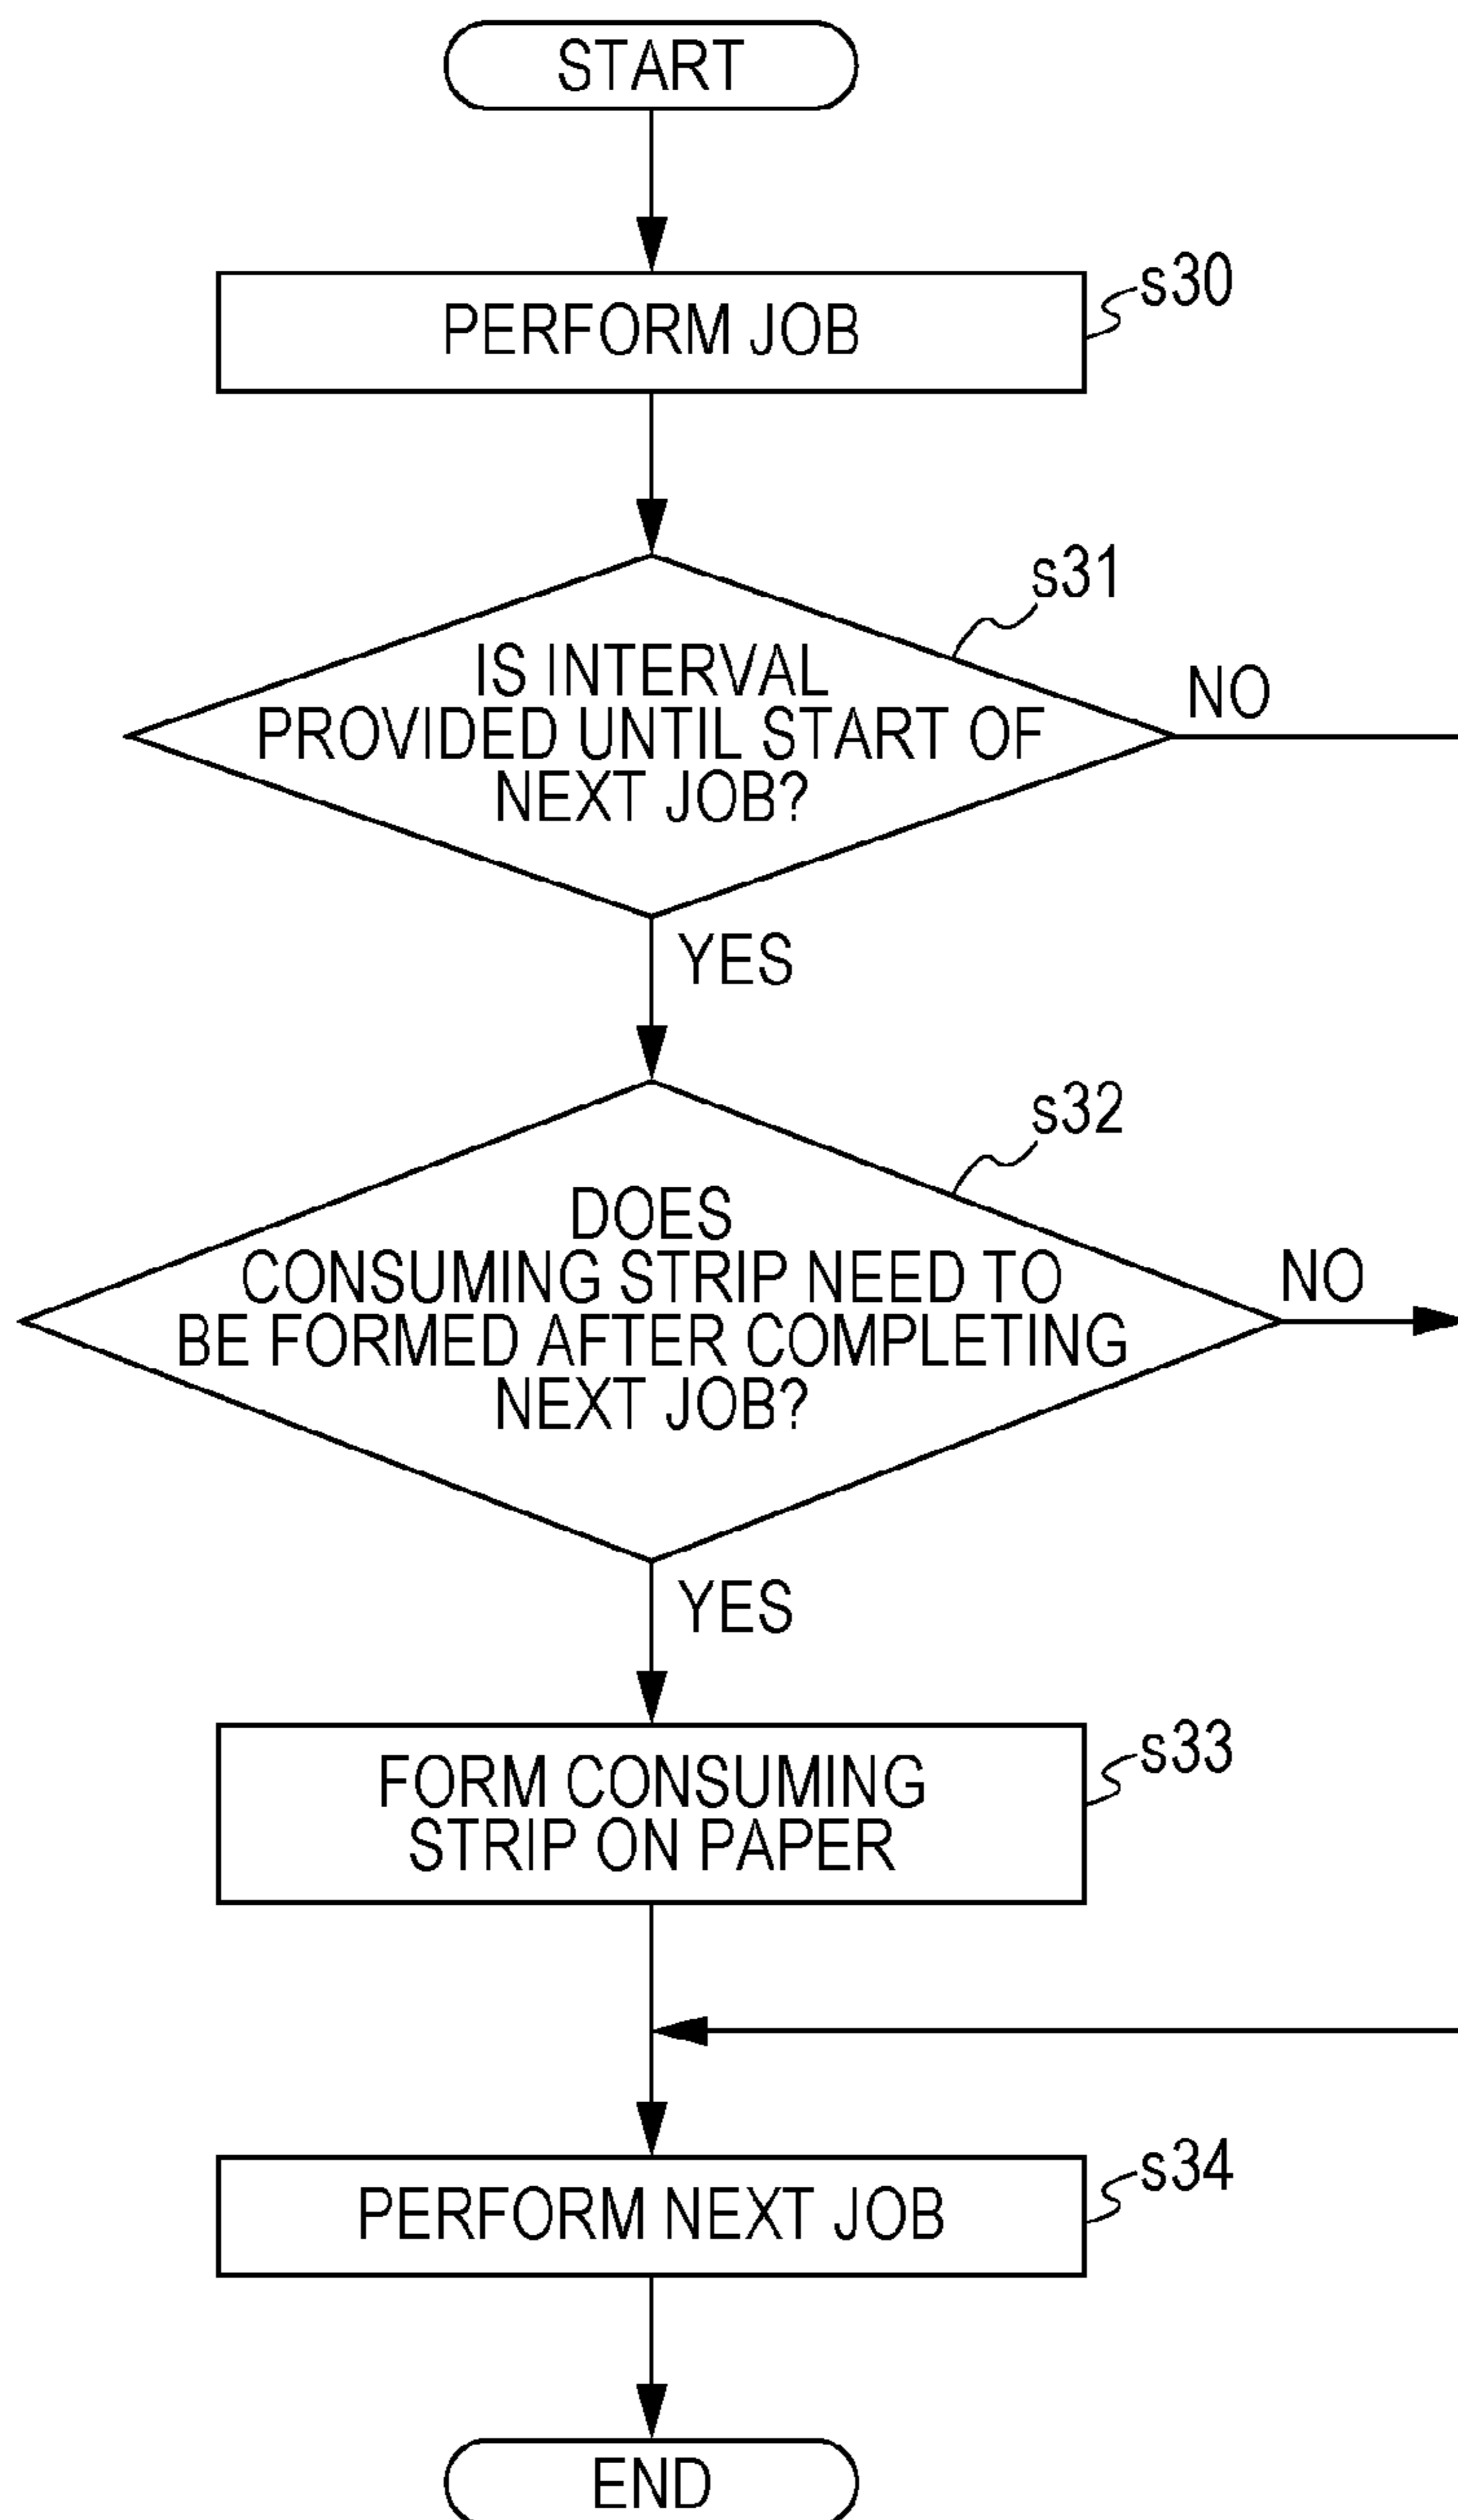 START
PERFORM JOB
s30
s31
IS INTERVAL
PROVIDED UNTIL START OF
NEXT JOB?
NO
YES
s32
DOES
CONSUMING STRIP NEED TO
BE FORMED AFTER COMPLETING
NEXT JOB?
NO
YES
FORM CONSUMING
STRIP ON PAPER
s33
PERFORM NEXT JOB
s34
END